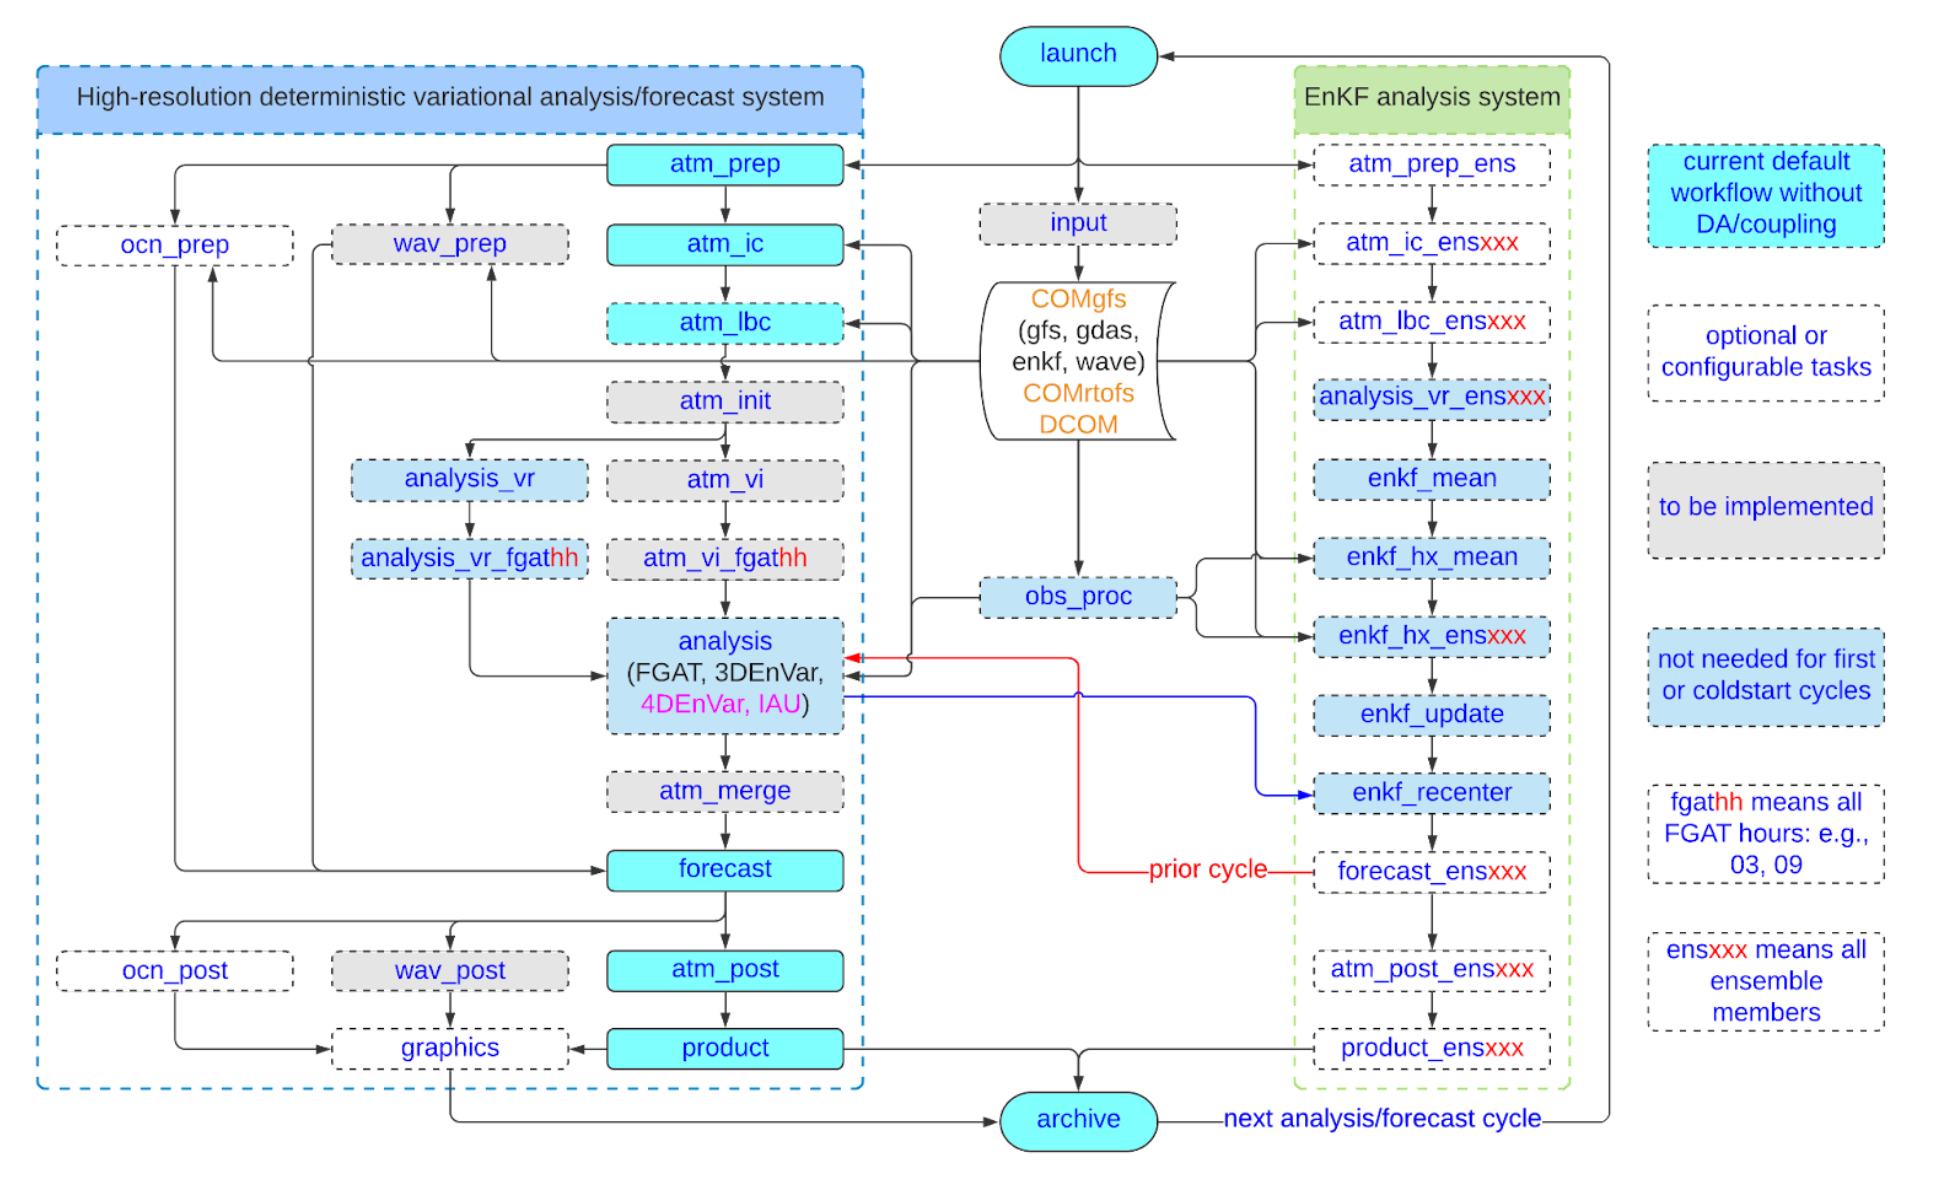 launch
High-resolution deterministic variational analysis/forecast system
EnKF analysis system
atm_prep
atm_prep_ens
current default
workflow without
DA/coupling
ocn_prep
wav_prep
atm_ic
input
atm_ic_ensxxx
atm_lbc
COMgfs
(gfs, gdas,
enkf, wave)
COMrtofs
DCOM
atm_lbc_ensxxx
optional or
configurable tasks
atm_init
analysis_vr_ensxxx
analysis_vr
atm_vi
enkf_mean
to be implemented
analysis_vr_fgathh
atm_vi_fgathh
enkf_hx_mean
obs_proc
analysis
(FGAT, 3DEnVar,
4DEnVar, IAU)
enkf_hx_ensxxx
not needed for first
or coldstart cycles
enkf_update
atm_merge
enkf_recenter
fgathh means all
FGAT hours: e.g.,
03, 09
forecast
prior cycle
forecast_ensxxx
ocn_post
wav_post
atm_post
atm_post_ensxxx
ensxxx means all
ensemble
members
graphics
product
product_ensxxx
archive
next analysis/forecast cycle